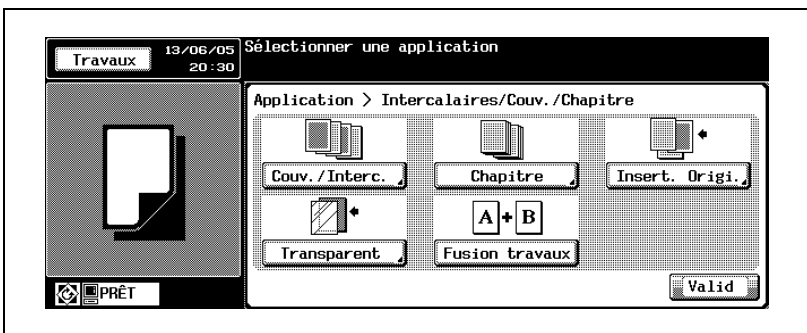 Travaux
13/06/05
20:30
Sélectionner une application
Application > Intercalaires/Couv./Chapitre
Couv./Interc.
Chapitre
Insert. Origi.
A+B
Transparent
Fusion travaux
PRÊT
Valid